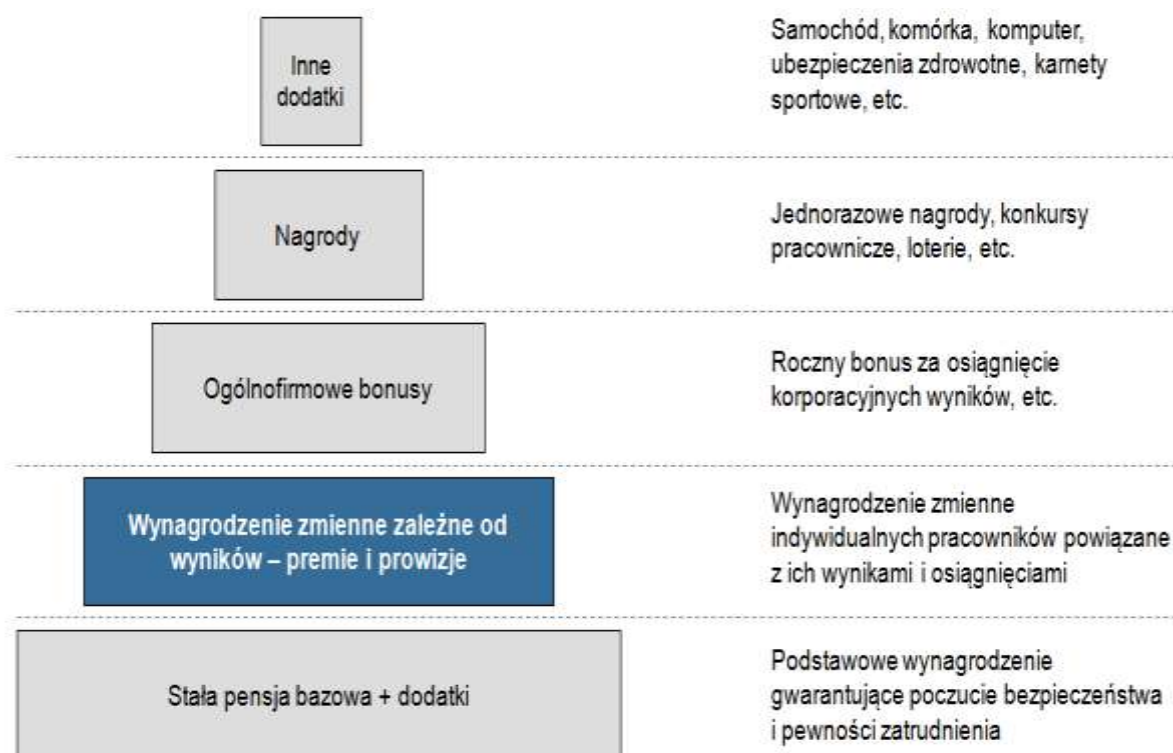 Inne
dodatki
Samochód, komórka, komputer,
ubezpieczenia zdrowotne, karnety
sportowe, etc.
Nagrody
Jednorazowe nagrody, konkursy
pracownicze, loterie, etc.
Ogólnofirmowe bonusy
Roczny bonus za osiągnięcie
korporacyjnych wyników, etc.
Wynagrodzenie zmienne zależne od
wyników – premie i prowizje
Wynagrodzenie zmienne
indywidualnych pracowników powiązane
z ich wynikami i osiągnięciami
Stała pensja bazowa + dodatki
Podstawowe wynagrodzenie
gwarantujące poczucie bezpieczeństwa
i pewności zatrudnienia